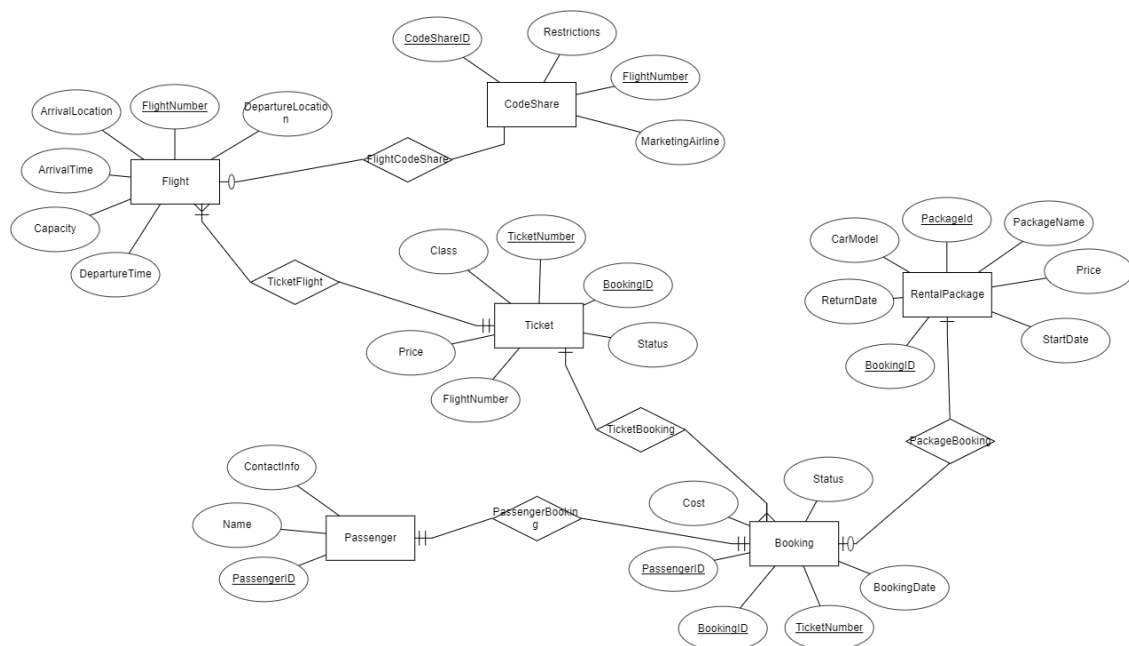 CodeShareID
Restrictions
FlightNumber
CodeShare
MarketingAirline
ArrivalLocation
FlightNumber
DepartureLocatio
n
ArrivalTime
Flight
FlightCodeShare
Capacity
DepartureTime
TicketFlight
Class
TicketNumber
BookingID
Ticket
Price
Status
FlightNumber
CarModel
PackageId
PackageName
Price
ReturnDate
RentalPackage
StartDate
BookingID
TicketBooking
PackageBooking
ContactInfo
Name
Passenger
PassengerID
PassengerBookin
g
Cost
Status
Booking
PassengerID
BookingDate
BookingID
TicketNumber